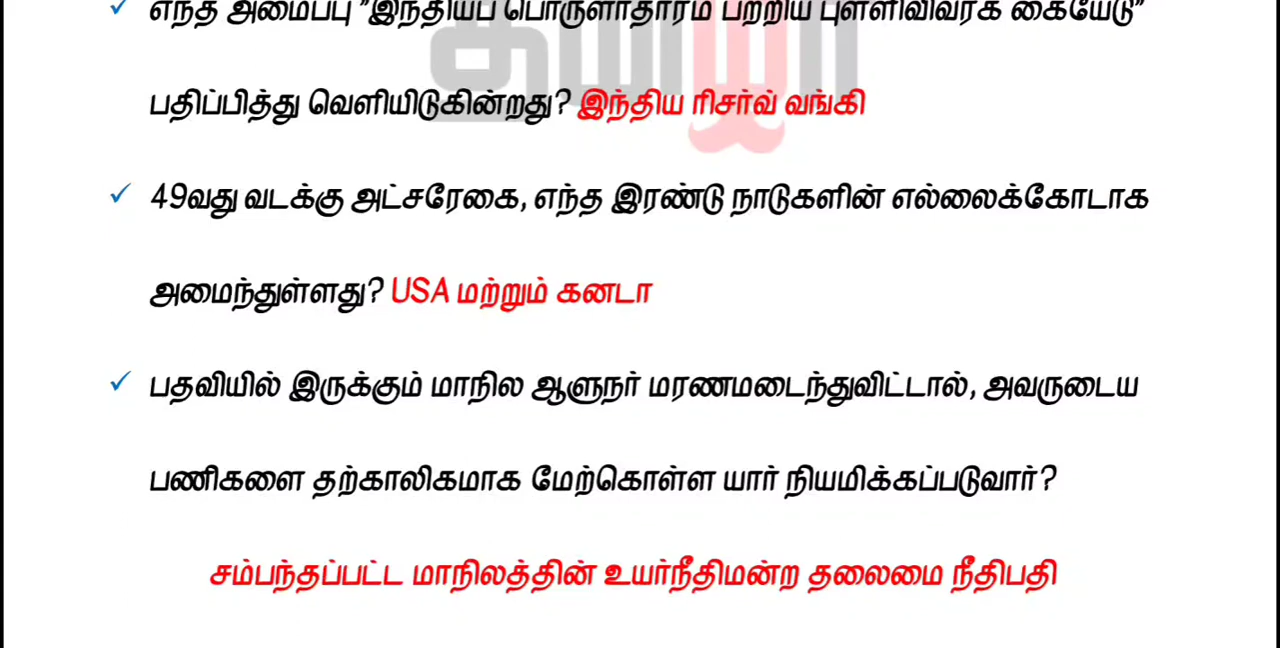 எந்த அமைப்பு "இந்தியப் பொருளாதாரம் பற்றிய புள்ளிவிவரக் கையேடு"
பதிப்பித்து வெளியிடுகின்றது? இந்திய ரிசர்வ் வங்கி
49வது வடக்கு அட்சரேகை, எந்த இரண்டு நாடுகளின் எல்லைக்கோடாக
அமைந்துள்ளது? USA மற்றும் கனடா
பதவியில் இருக்கும் மாநில ஆளுநர் மரணமடைந்துவிட்டால், அவருடைய
பணிகளை தற்காலிகமாக மேற்கொள்ள யார் நியமிக்கப்படுவார்?
சம்பந்தப்பட்ட மாநிலத்தின் உயர்நீதிமன்ற தலைமை நீதிபதி